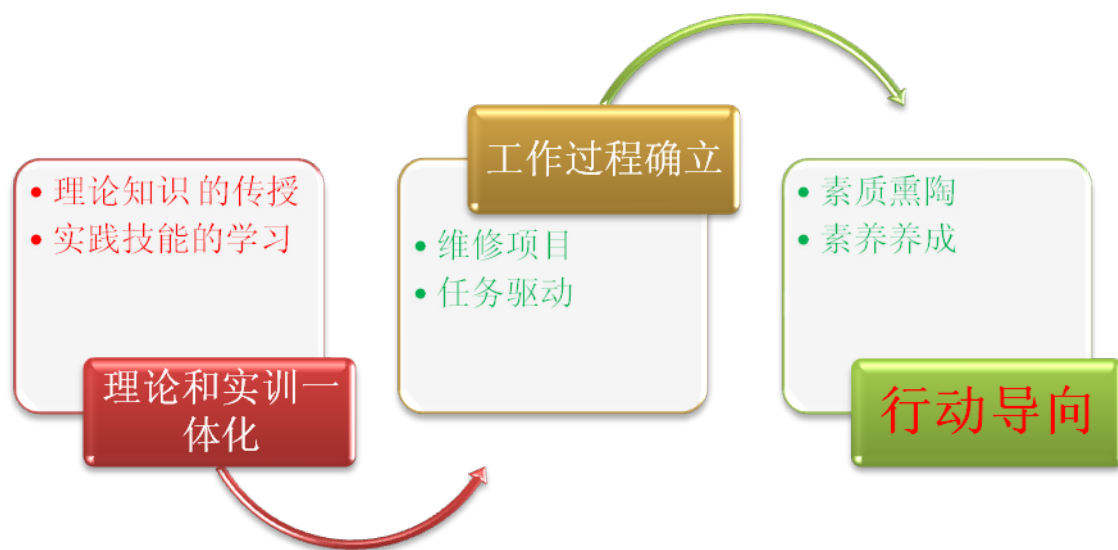 • 理论知识的传授
• 实践技能的学习
理论和实训一
体化
工作过程确立
• 维修项目
• 任务驱动
• 素质熏陶
• 素养养成
行动导向